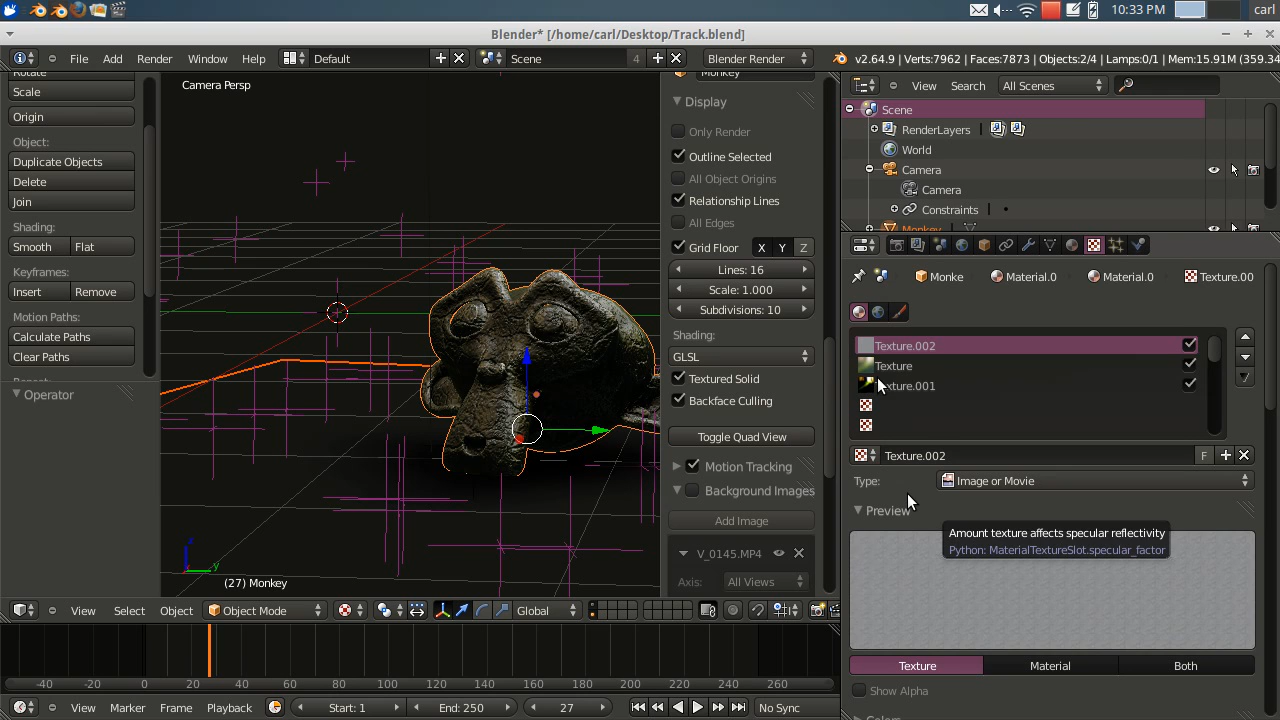 10:33 PM carl
Blender* [/home/carl/Desktop/Track.blend]
File Add Render Window Help Default Scene 4 Blender Render v2.64.9 | Verts:7962 | Faces:7873 | Objects:2/4 | Lamps:0/1 | Mem:15.91M (359.34
Rotate
Scale
Origin
Object:
Duplicate Objects
Delete
Join
Shading:
Smooth Flat
Keyframes:
Insert Remove
Motion Paths:
Calculate Paths
Clear Paths
Repeat:
Operator
Camera Persp
(27) Monkey
Monkey
Display
Only Render
Outline Selected
All Object Origins
Relationship Lines
All Edges
Grid Floor X Y Z
Lines: 16
Scale: 1.000
Subdivisions: 10
Shading:
GLSL
Textured Solid
Backface Culling
Toggle Quad View
Motion Tracking
Background Images
Add Image
V_0145.MP4
Axis: All Views
View Search All Scenes
Scene
RenderLayers
World
Camera
Camera
Constraints
Monkey
Monke Material.0 Material.0 Texture.00
Texture.002
Texture
Texture.001
Texture.002 F
Type: Image or Movie
Preview
Amount texture affects specular reflectivity
Python: MaterialTextureSlot.specular_factor
Texture Material Both
Show Alpha
Colors
View Select Object Object Mode Global
z
y
-40 -20 0 20 40 60 80 100 120 140 160 180 200 220 240 260
View Marker Frame Playback Start: 1 End: 250 27 No Sync